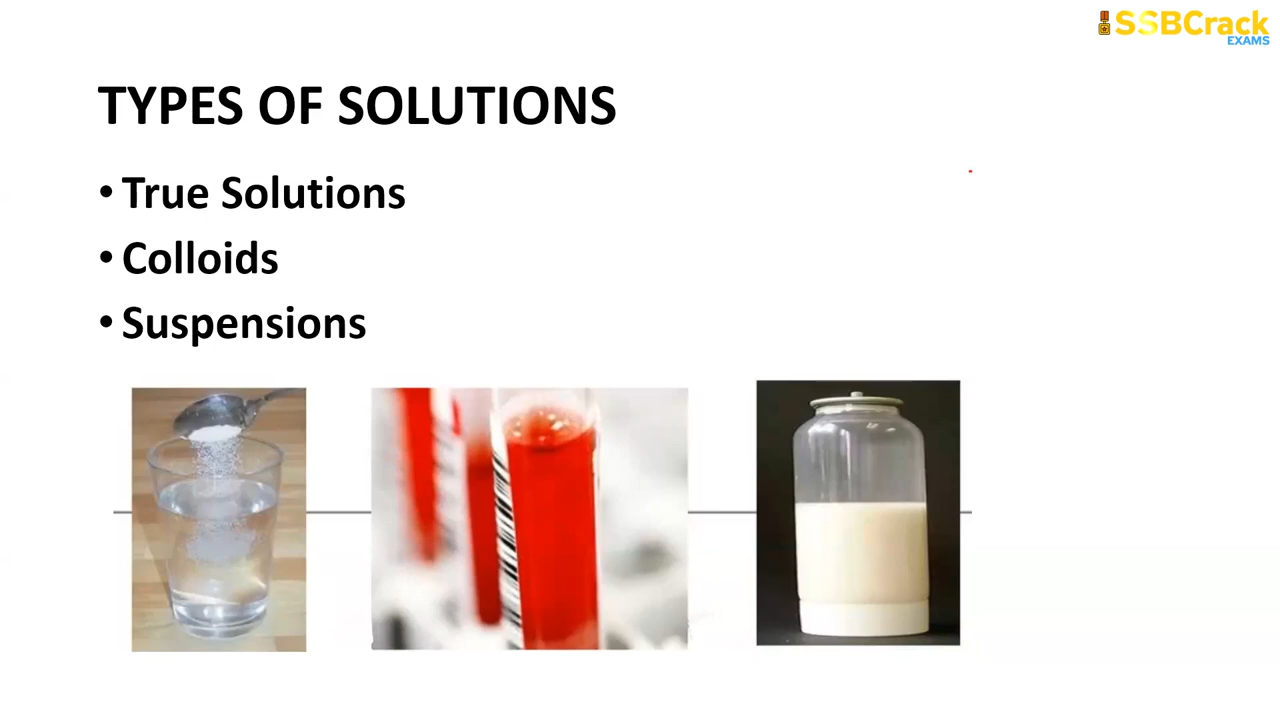 SSBCrack
EXAMS
TYPES OF SOLUTIONS
• True Solutions
• Colloids
• Suspensions